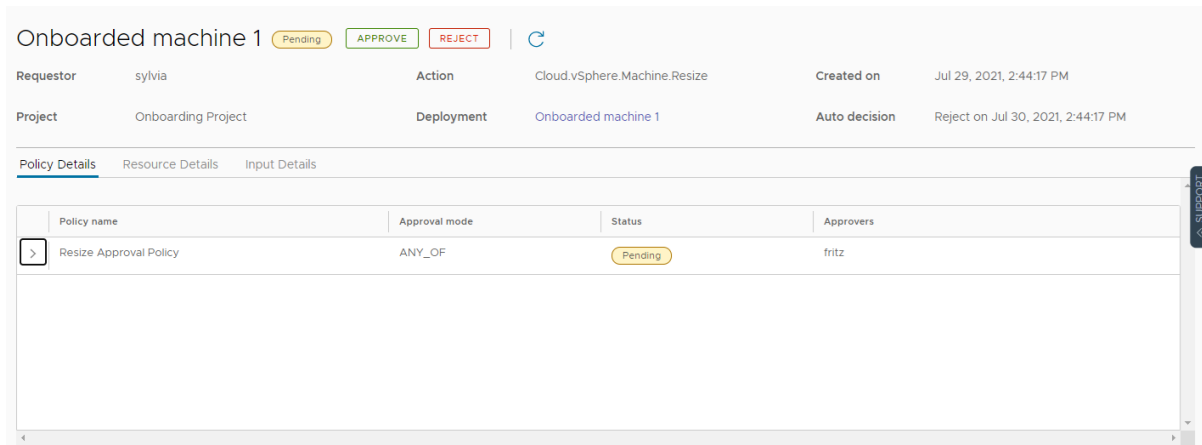 Onboarded machine 1 Pending APPROVE REJECT
Requestor sylvia Action Cloud.vSphere.Machine.Resize Created on Jul 29, 2021, 2:44:17 PM
Project Onboarding Project Deployment Onboarded machine 1 Auto decision Reject on Jul 30, 2021, 2:44:17 PM
Policy Details Resource Details Input Details
SUPPORT
Policy name Approval mode Status Approvers
Resize Approval Policy ANY_OF Pending fritz